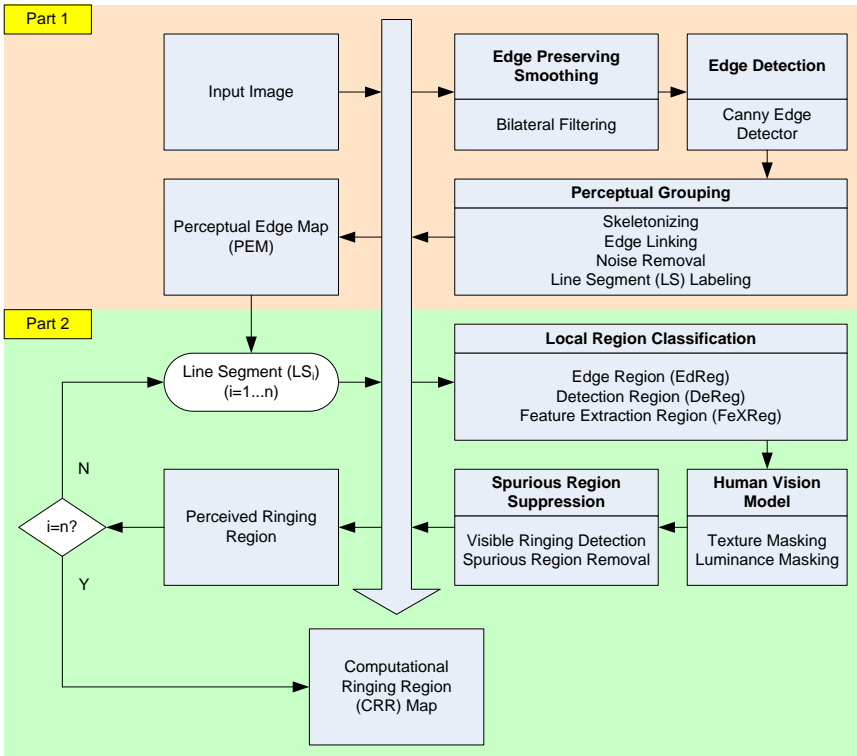 Part 1
Input Image
Edge Preserving
Smoothing
Bilateral Filtering
Edge Detection
Canny Edge
Detector
Perceptual Grouping
Skeletonizing
Edge Linking
Noise Removal
Line Segment (LS) Labeling
Perceptual Edge Map
(PEM)
Part 2
Line Segment (LSi)
(i=1...n)
Local Region Classification
Edge Region (EdReg)
Detection Region (DeReg)
Feature Extraction Region (FeXReg)
Human Vision
Model
Texture Masking
Luminance Masking
Spurious Region
Suppression
Visible Ringing Detection
Spurious Region Removal
Perceived Ringing
Region
N
i=n?
Y
Computational
Ringing Region
(CRR) Map